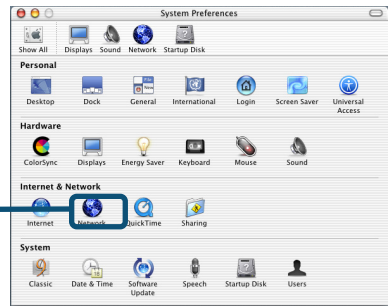 System Preferences
Show All Displays Sound Network Startup Disk
Personal
Desktop Dock General International Login Screen Saver Universal Access
Hardware
ColorSync Displays Energy Saver Keyboard Mouse Sound
Internet & Network
Internet Network QuickTime Sharing
System
Classic Date & Time Software Update Speech Startup Disk Users